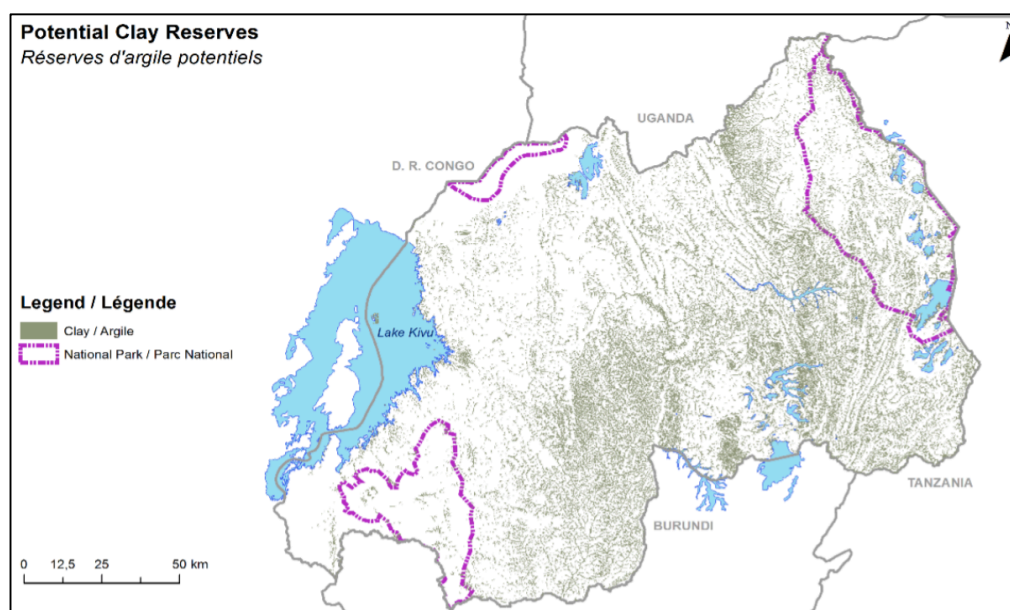 Potential Clay Reserves
Réserves d'argile potentiels
N
UGANDA
D. R. CONGO
Legend / Légende
Clay / Argile
National Park / Parc National
Lake Kivu
TANZANIA
BURUNDI
0 12,5 25 50 km